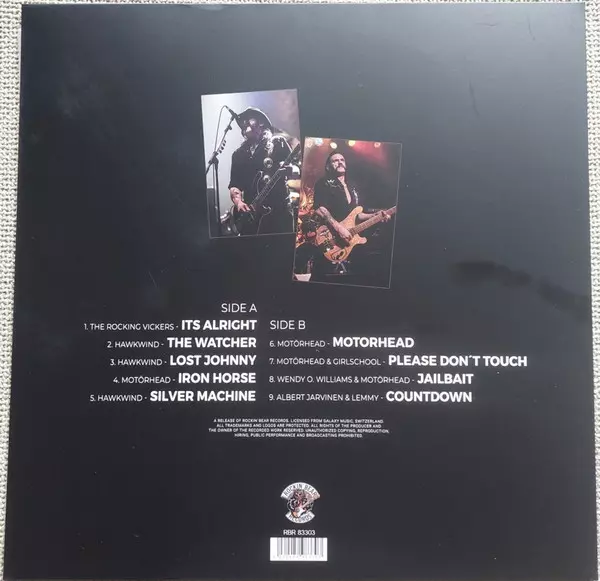 SIDE A
1. THE ROCKING VICKERS - ITS ALRIGHT
2. HAWKWIND - THE WATCHER
3. HAWKWIND - LOST JOHNNY
4. MOTÖRHEAD - IRON HORSE
5. HAWKWIND - SILVER MACHINE
SIDE B
6. MOTÖRHEAD - MOTORHEAD
7. MOTÖRHEAD & GIRLSCHOOL - PLEASE DON´T TOUCH
8. WENDY O. WILLIAMS & MOTÖRHEAD - JAILBAIT
9. ALBERT JARVINEN & LEMMY - COUNTDOWN
A RELEASE OF ROCKIN BEAR RECORDS. LICENSED FROM GALAXY MUSIC, SWITZERLAND
ALL TRADEMARKS AND LOGOS ARE PROTECTED. ALL RIGHTS OF THE PRODUCER AND
THE OWNER OF THE RECORDED WORK RESERVED. UNAUTHORIZED COPYING, REPRODUCTION,
HIRING, PUBLIC PERFORMANCE AND BROADCASTING PROHIBITED.
ROCKIN BEAR
RECORDS
RBR 83303